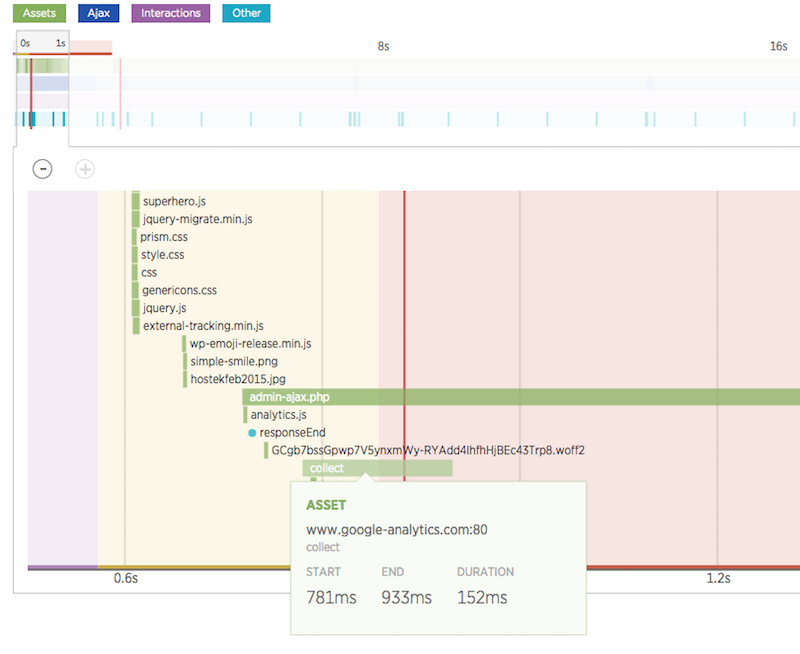 Assets Ajax Interactions Other
0s 1s 8s 16s
-
+
superhero.js
jquery-migrate.min.js
prism.css
style.css
css
genericons.css
jquery.js
external-tracking.min.js
wp-emoji-release.min.js
simple-smile.png
hostekfeb2015.jpg
admin-ajax.php
analytics.js
responseEnd
GCgb7bssGpwp7V5ynxmWy-RYAdd4lhfhHjBEc43Trp8.woff2
collect
ASSET
www.google-analytics.com:80
collect
START END DURATION
781ms 933ms 152ms
0.6s 1.2s